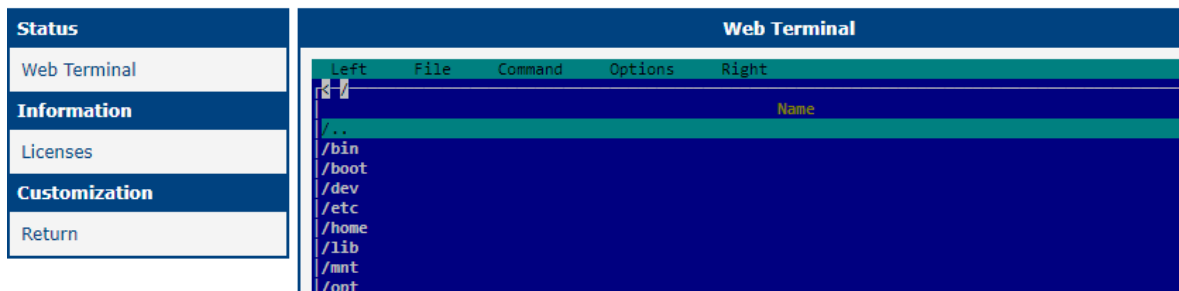 Status
Web Terminal
Information
Licenses
Customization
Return
Web Terminal
Left File Command Options Right
< /
Name
/..
/bin
/boot
/dev
/etc
/home
/lib
/mnt
/opt